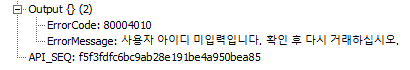 Output {} (2)
ErrorCode: 80004010
ErrorMessage: 사용자 아이디 미입력입니다. 확인 후 다시 거래하십시오.
API_SEQ: f5f3fdfc6bc9ab28e191be4a950bea85